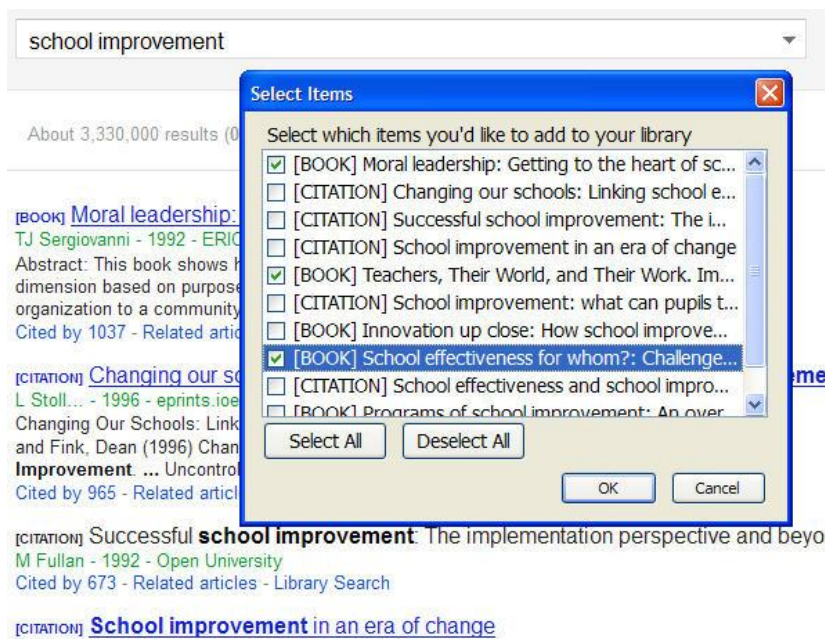 school improvement
About 3,330,000 results (0
Select Items
Select which items you'd like to add to your library
[BOOK] Moral leadership: Getting to the heart of sc...
[CITATION] Changing our schools: Linking school e...
[CITATION] Successful school improvement: The i...
[CITATION] School improvement in an era of change
[BOOK] Teachers, Their World, and Their Work. Im...
[CITATION] School improvement: what can pupils t...
[BOOK] Innovation up close: How school improve...
[BOOK] School effectiveness for whom?: Challenge...
[CITATION] School effectiveness and school impro...
[BOOK] Programs of school improvement: An over
Select All
Deselect All
OK
Cancel
[BOOK] Moral leadership:
TJ Sergiovanni - 1992 - ERIC
Abstract: This book shows h
dimension based on purpose
organization to a community
Cited by 1037 - Related artic
[CITATION] Changing our sc
L Stoll... - 1996 - eprints.ioe
Changing Our Schools: Link
and Fink, Dean (1996) Chan
Improvement. ... Uncontrol
Cited by 965 - Related articl
[CITATION] Successful school improvement: The implementation perspective and beyo
M Fullan - 1992 - Open University
Cited by 673 - Related articles - Library Search
[CITATION] School improvement in an era of change